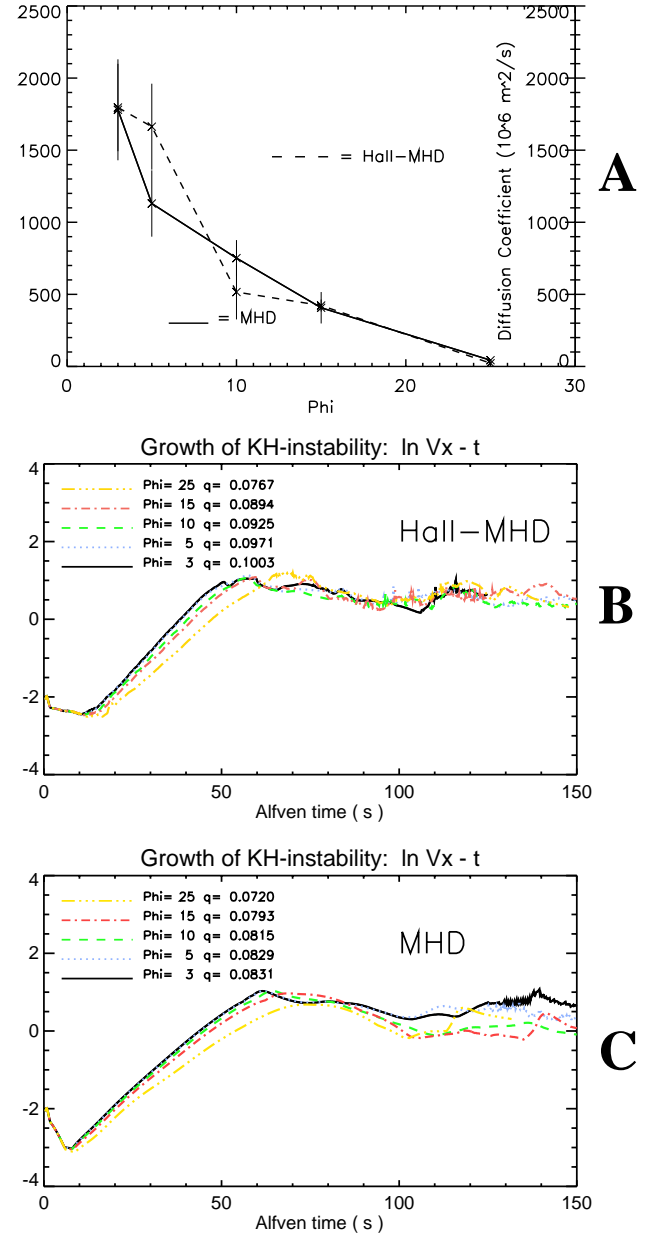 2500
2500
2000
2000
1500
= Hall-MHD
1500
A
1000
1000
500
= MHD
500
0
0
Diffusion Coefficient (10^6 m^2/s)
0
10
20
30
Phi
Growth of KH-instability: ln Vx - t
4
Phi= 25 q= 0.0767
Phi= 15 q= 0.0894
Phi= 10 q= 0.0925
Phi= 5 q= 0.0971
Phi= 3 q= 0.1003
Hall-MHD
2
B
0
-2
-4
0
50
100
150
Alfven time ( s )
Growth of KH-instability: ln Vx - t
4
Phi= 25 q= 0.0720
Phi= 15 q= 0.0793
Phi= 10 q= 0.0815
Phi= 5 q= 0.0829
Phi= 3 q= 0.0831
MHD
2
C
0
-2
-4
0
50
100
150
Alfven time ( s )